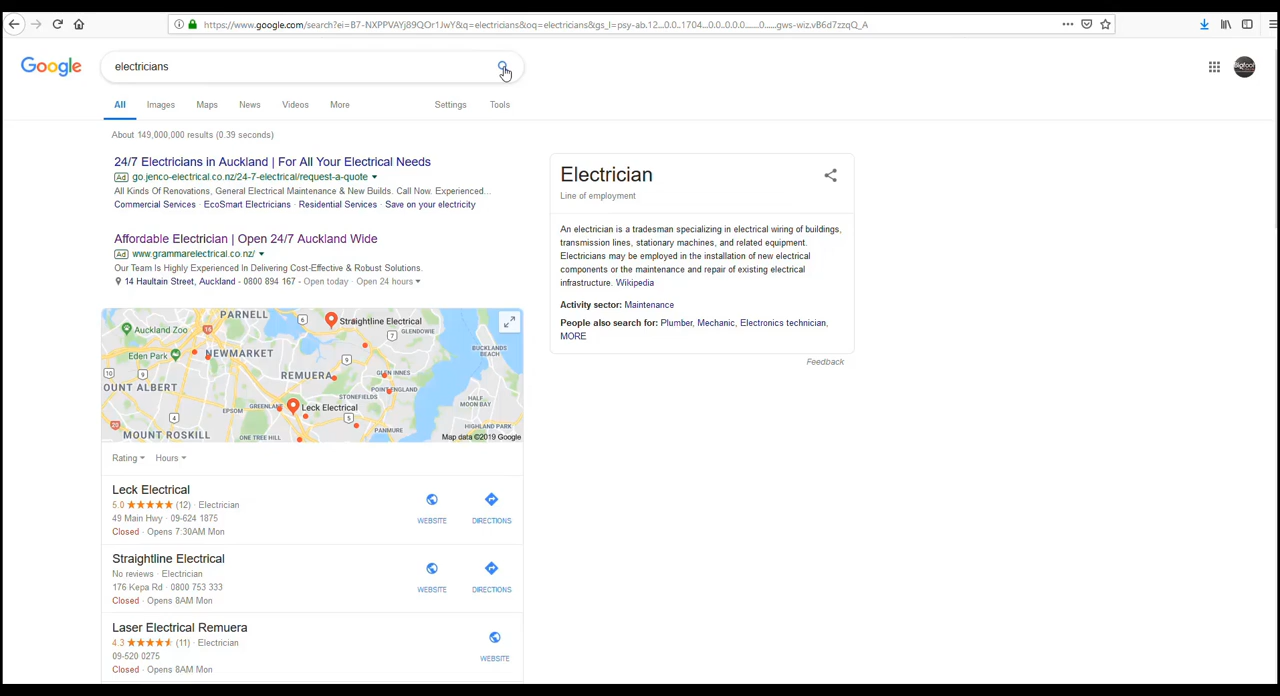 https://www.google.com/search?ei=B7-NXPPVAYj89QOr1JwY&q=electricians&oq=electricians&gs_l=psy-ab.12...0.0..1704...0.0..0.0.0.......0......gws-wiz.vB6d7zzqQ_A
Google
electricians
Bigfoot
All Images Maps News Videos More Settings Tools
About 149,000,000 results (0.39 seconds)
24/7 Electricians in Auckland | For All Your Electrical Needs
Ad go.jenco-electrical.co.nz/24-7-electrical/request-a-quote
All Kinds Of Renovations, General Electrical Maintenance & New Builds. Call Now. Experienced...
Commercial Services · EcoSmart Electricians · Residential Services · Save on your electricity
Affordable Electrician | Open 24/7 Auckland Wide
Ad www.grammarelectrical.co.nz/
Our Team Is Highly Experienced In Delivering Cost-Effective & Robust Solutions.
14 Haultain Street, Auckland - 0800 894 167 - Open today · Open 24 hours
PARNELL
6
Straightline Electrical
Auckland Zoo
16
GLENDOWIE
7
Eden Park
NEWMARKET
9
BUCKLANDS
BEACH
10
9
REMUERA
GLEN INNES
OUNT ALBERT
POINT ENGLAND
STONEFIELDS
HALF
MOON BAY
EPSOM
GREENLANE
Leck Electrical
4
5
20
HIGHLAND PARK
MOUNT ROSKILL
ONE TREE HILL
PANMURE
Map data ©2019 Google
Rating Hours
Leck Electrical
5.0 (12) · Electrician
49 Main Hwy · 09-624 1875
Closed · Opens 7:30AM Mon
WEBSITE DIRECTIONS
Straightline Electrical
No reviews · Electrician
176 Kepa Rd · 0800 753 333
Closed · Opens 8AM Mon
WEBSITE DIRECTIONS
Laser Electrical Remuera
4.3 (11) · Electrician
09-520 0275
Closed · Opens 8AM Mon
WEBSITE
Electrician
Line of employment
An electrician is a tradesman specializing in electrical wiring of buildings,
transmission lines, stationary machines, and related equipment.
Electricians may be employed in the installation of new electrical
components or the maintenance and repair of existing electrical
infrastructure. Wikipedia
Activity sector: Maintenance
People also search for: Plumber, Mechanic, Electronics technician,
MORE
Feedback